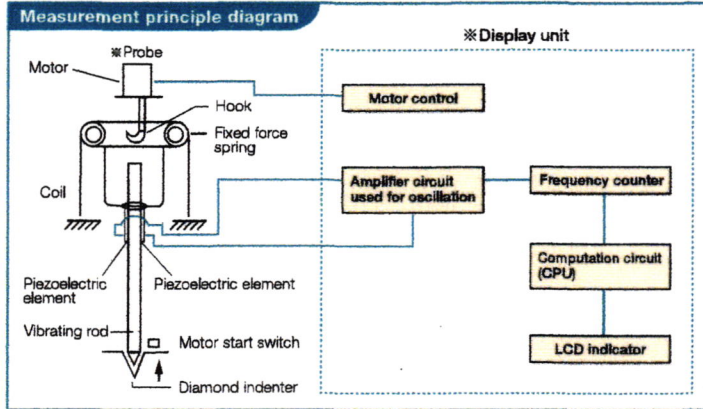 Measurement principle diagram
※Display unit
※Probe
Motor
Motor control
Hook
Fixed force
spring
Coil
Amplifier circuit
used for oscillation
Frequency counter
Computation circuit
(CPU)
Piezoelectric
element
Piezoelectric element
Vibrating rod
Motor start switch
LCD indicator
Diamond indenter